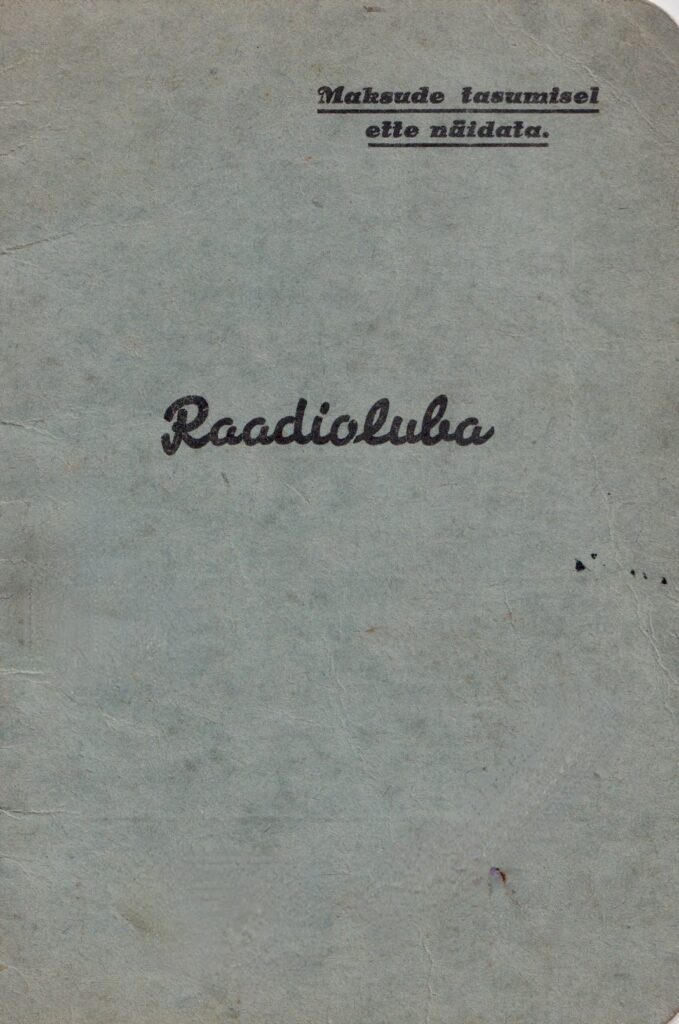 Maksude tasumisel
ette näidata.
Raadioluba